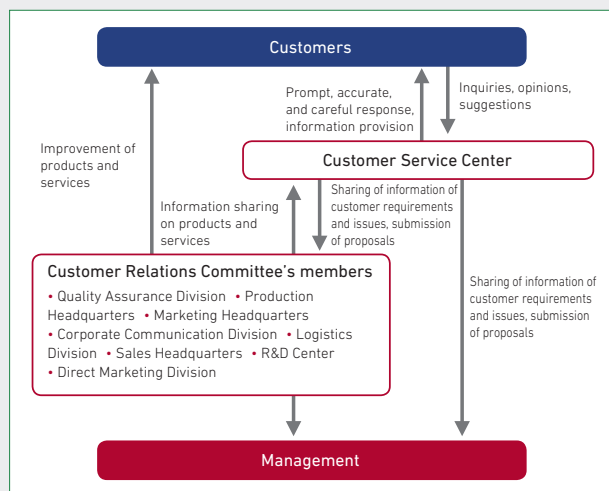 Customers
Prompt, accurate,
and careful response,
information provision
Inquiries, opinions,
suggestions
Improvement of
products and
services
Customer Service Center
Information sharing
on products and
services
Sharing of information of
customer requirements
and issues, submission
of proposals
Customer Relations Committee's members
• Quality Assurance Division • Production
Headquarters • Marketing Headquarters
• Corporate Communication Division • Logistics
Division • Sales Headquarters • R&D Center
• Direct Marketing Division
Sharing of information of
customer requirements
and issues, submission
of proposals
Management